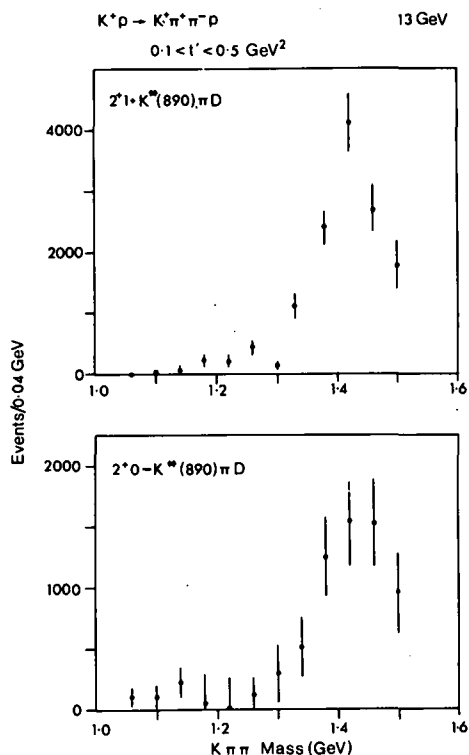 K⁺p → K⁺π⁺π⁻p 13 GeV
0·1 < t' < 0·5 GeV²
2⁺1+ K*(890) π D
4000
2000
0
1·0 1·2 1·4 1·6
Events/0·04 GeV
2⁺0− K*(890) π D
2000
1000
0
1·0 1·2 1·4 1·6
K π π Mass (GeV)